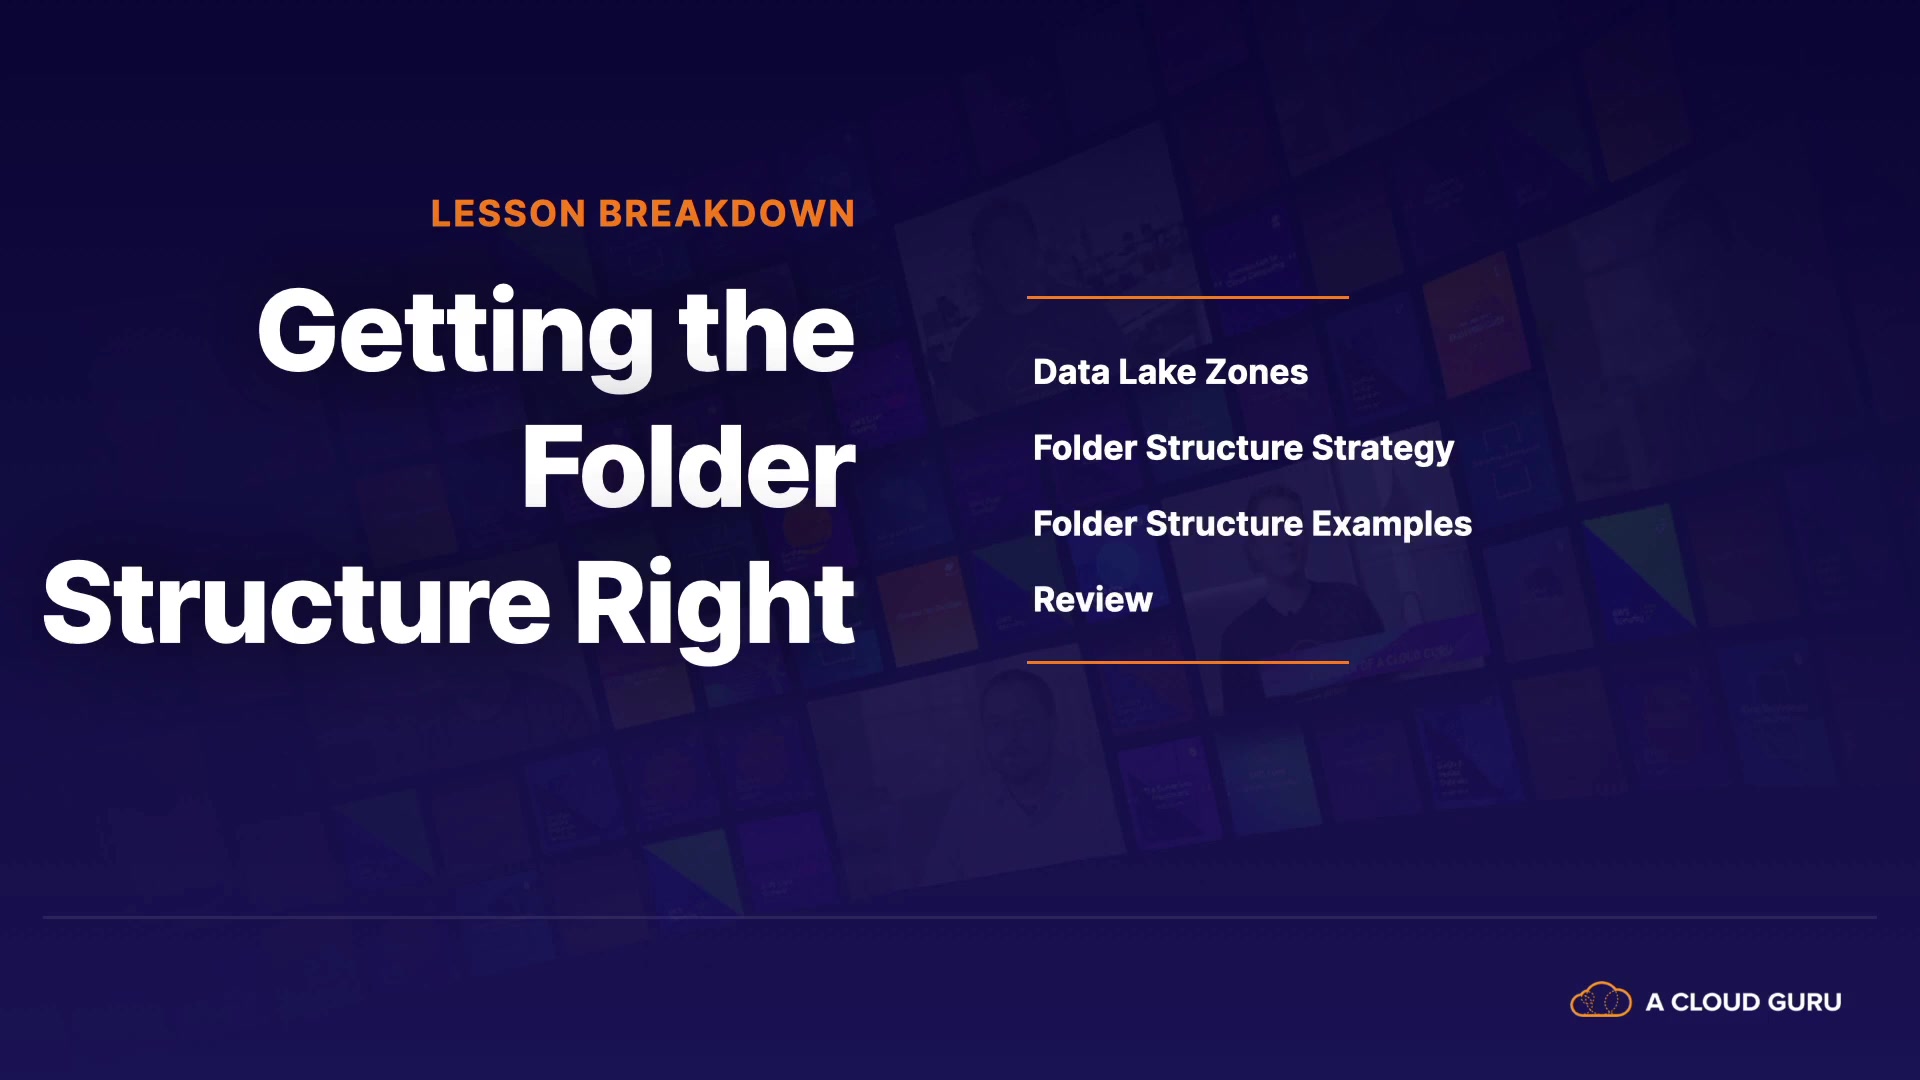 LESSON BREAKDOWN
Getting the
Folder
Structure Right
Data Lake Zones
Folder Structure Strategy
Folder Structure Examples
Review
A CLOUD GURU